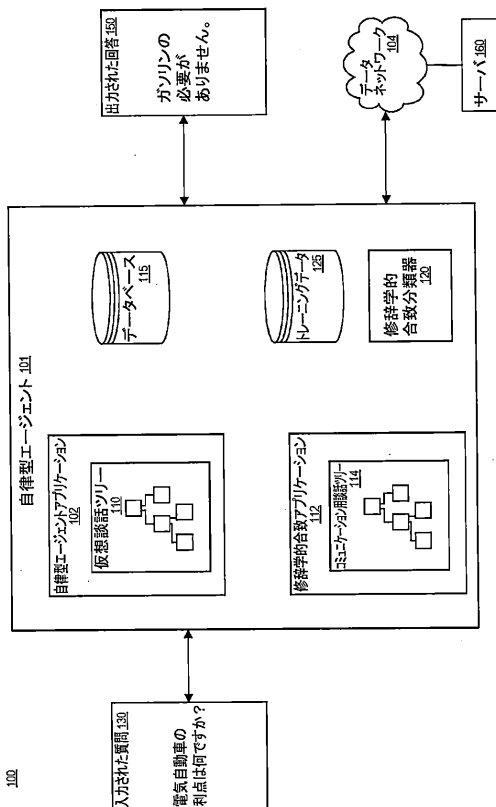 100
入力された質問 130
電気自動車の
利点は何ですか?
自律型エージェント 101
自律型エージェントアプリケーション
102
仮想談話ツリー
110
データベース
115
修辞学的合致アプリケーション
112
コミュニケーション用談話ツリー
114
トレーニングデータ
125
修辞学的
合致分類器
120
出力された回答 150
ガソリンの
必要が
ありません。
データ
ネットワーク
104
サーバ 160